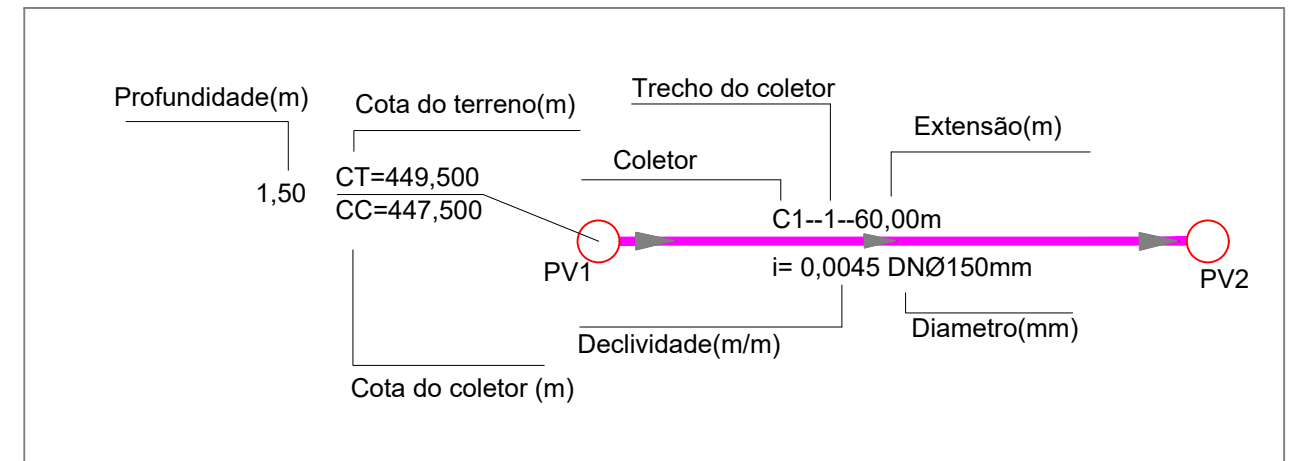 Profundidade(m)
Cota do terreno(m)
Trecho do coletor
Extensão(m)
Coletor
1,50
CT=449,500
CC=447,500
C1--1--60,00m
PV1
i= 0,0045 DNØ150mm
PV2
Declividade(m/m)
Diametro(mm)
Cota do coletor (m)